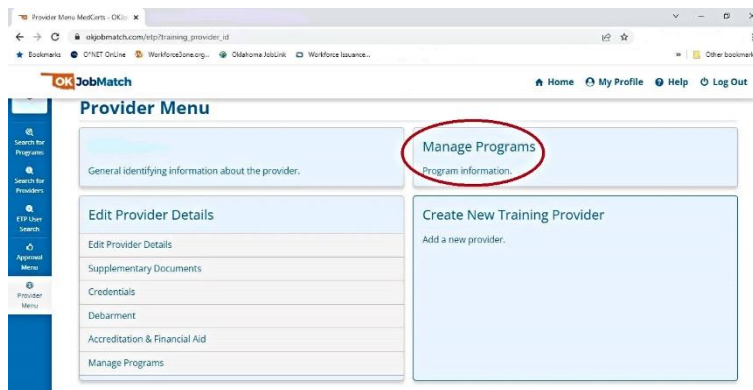 Provider Menu MedCerts - OKJo
okjobmatch.com/etp?training_provider_id
Bookmarks O*NET OnLine Workforce3one.org... Oklahoma JobLink Workforce Issuance... Other bookmark
OK JobMatch
Home My Profile Help Log Out
Provider Menu
Search for
Programs
Search for
Providers
ETP User
Search
Approval
Menu
Provider
Menu
General identifying information about the provider.
Manage Programs
Program information.
Edit Provider Details
Edit Provider Details
Supplementary Documents
Credentials
Debarment
Accreditation & Financial Aid
Manage Programs
Create New Training Provider
Add a new provider.